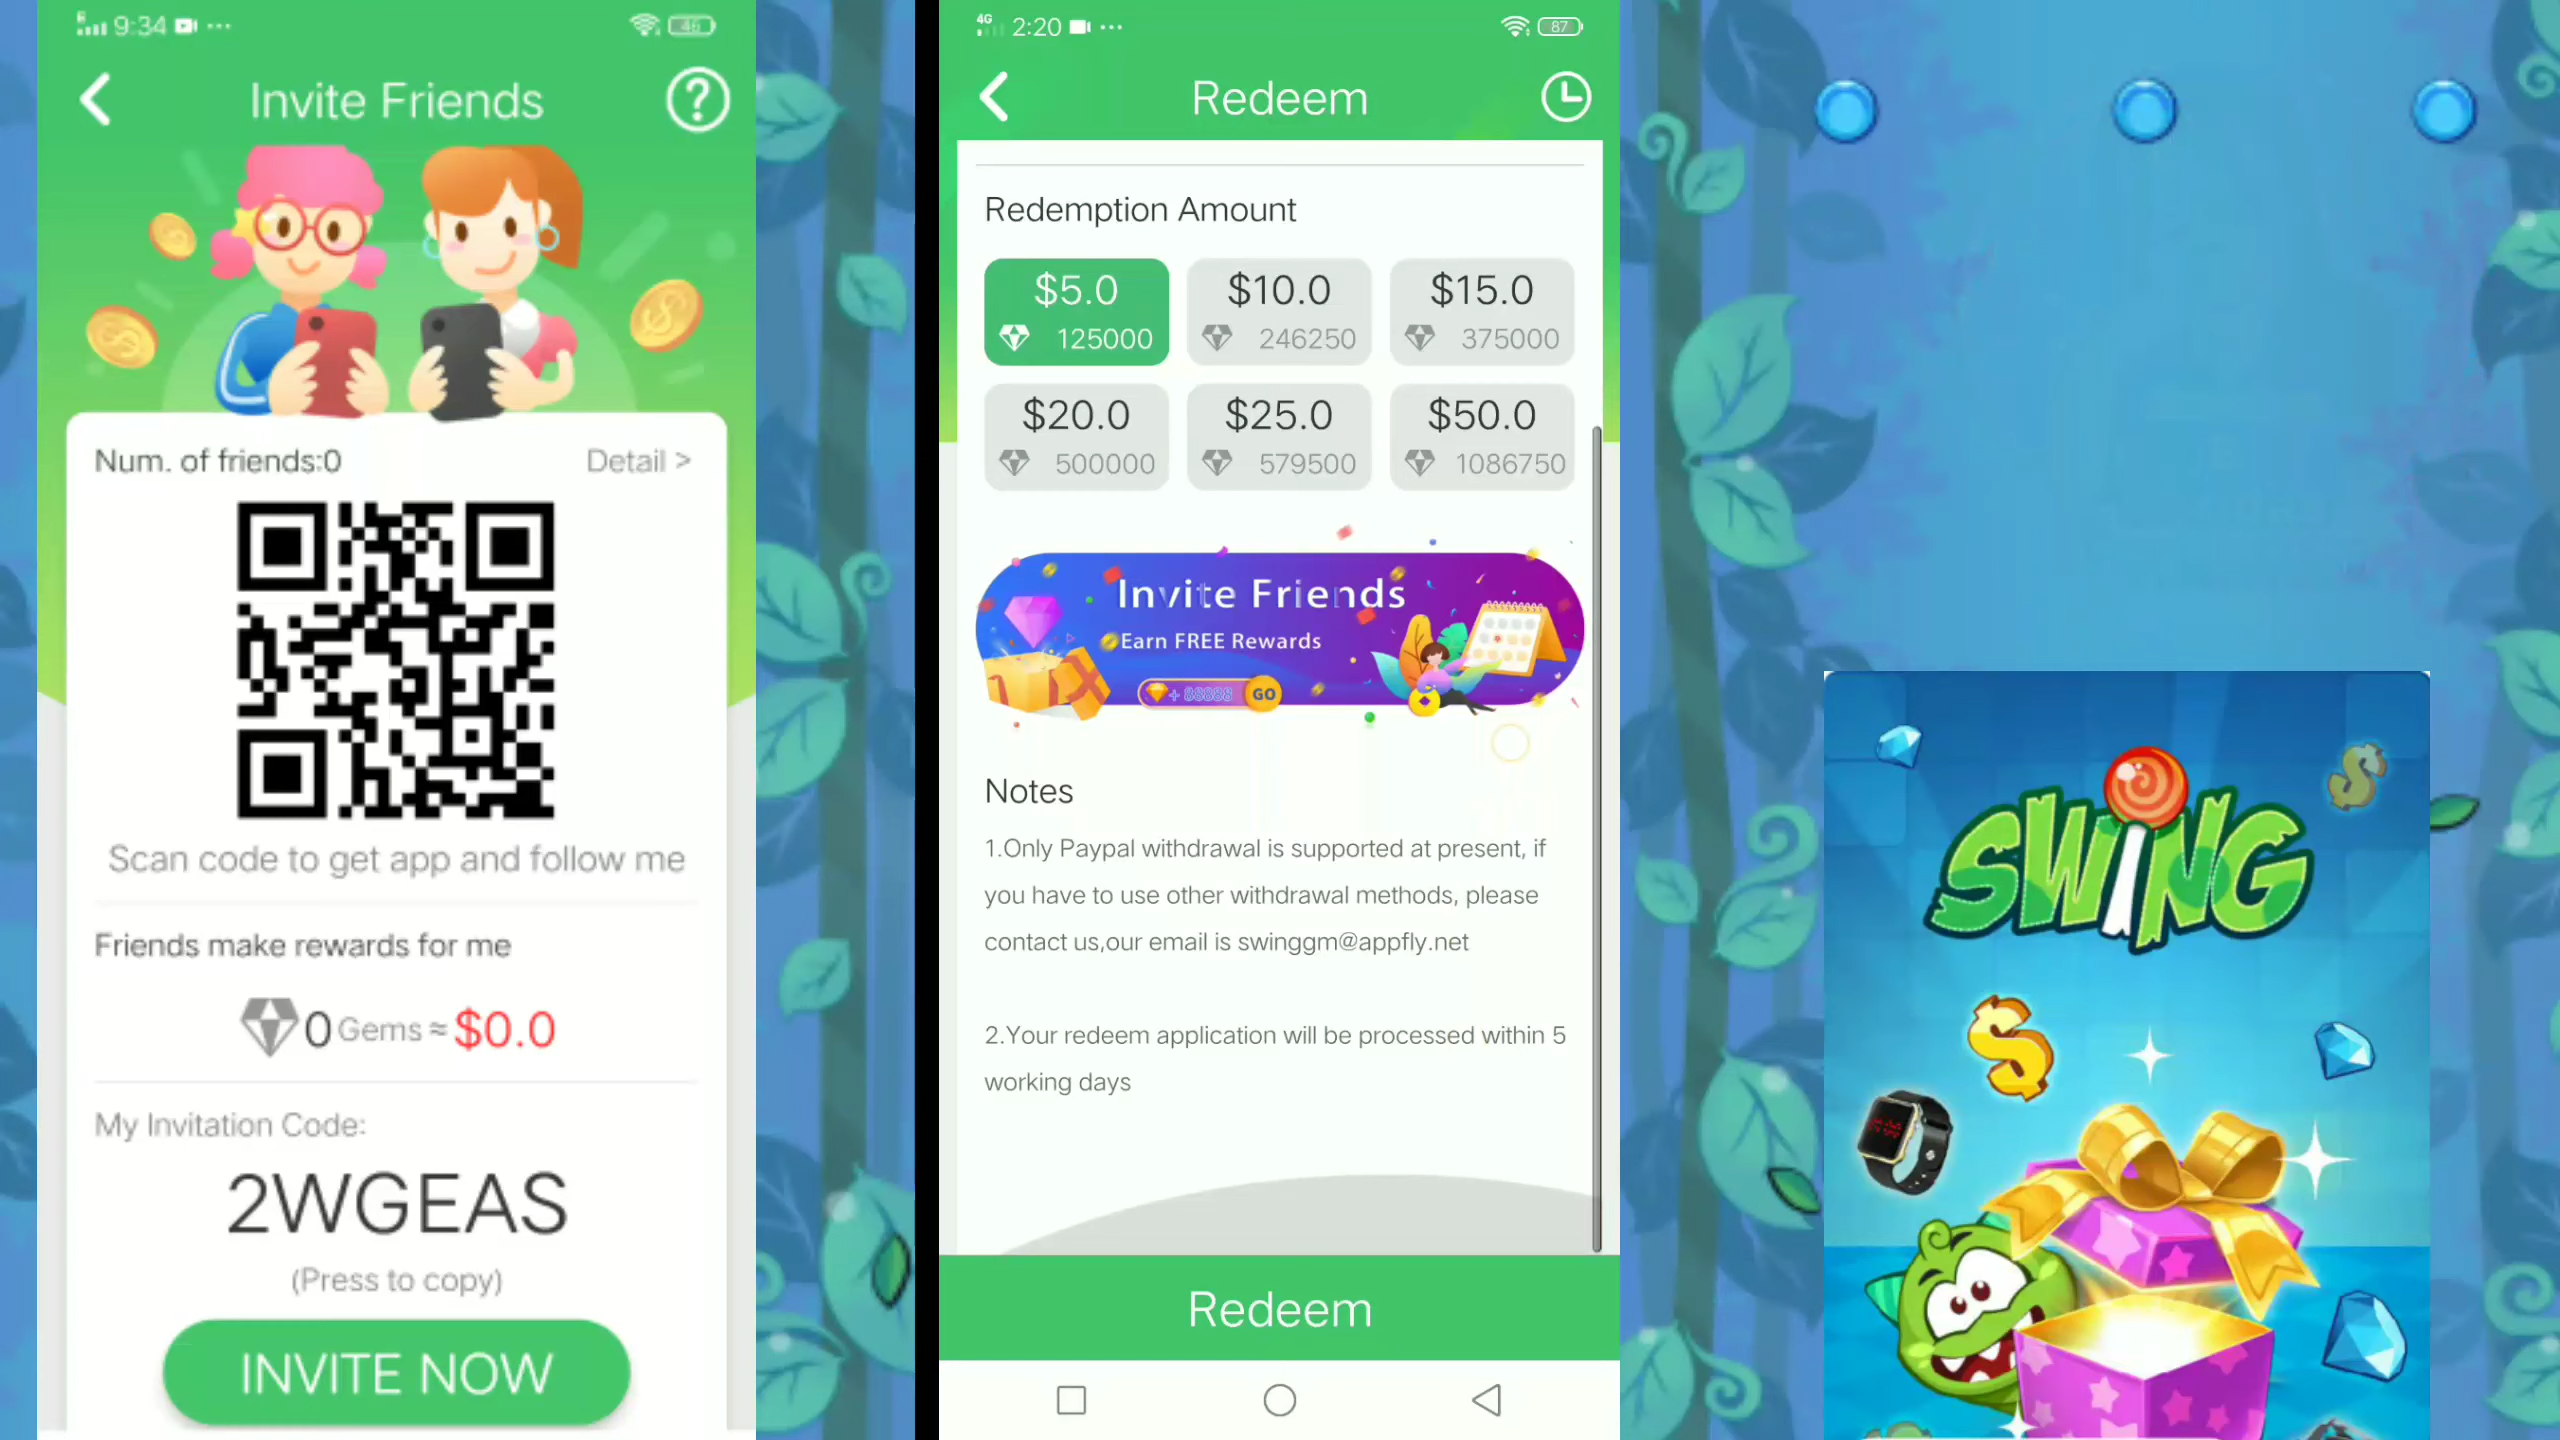 9:34
46
Invite Friends
Num. of friends:0
Detail >
Scan code to get app and follow me
Friends make rewards for me
0 Gems ≈ $0.0
My Invitation Code:
2WGEAS
(Press to copy)
INVITE NOW
4G 2:20
87
Redeem
Redemption Amount
$5.0 $10.0 $15.0
125000 246250 375000
$20.0 $25.0 $50.0
500000 579500 1086750
Invite Friends
Earn FREE Rewards
+ 88888 GO
Notes
1.Only Paypal withdrawal is supported at present, if
you have to use other withdrawal methods, please
contact us,our email is swinggm@appfly.net
2.Your redeem application will be processed within 5
working days
Redeem
SWING